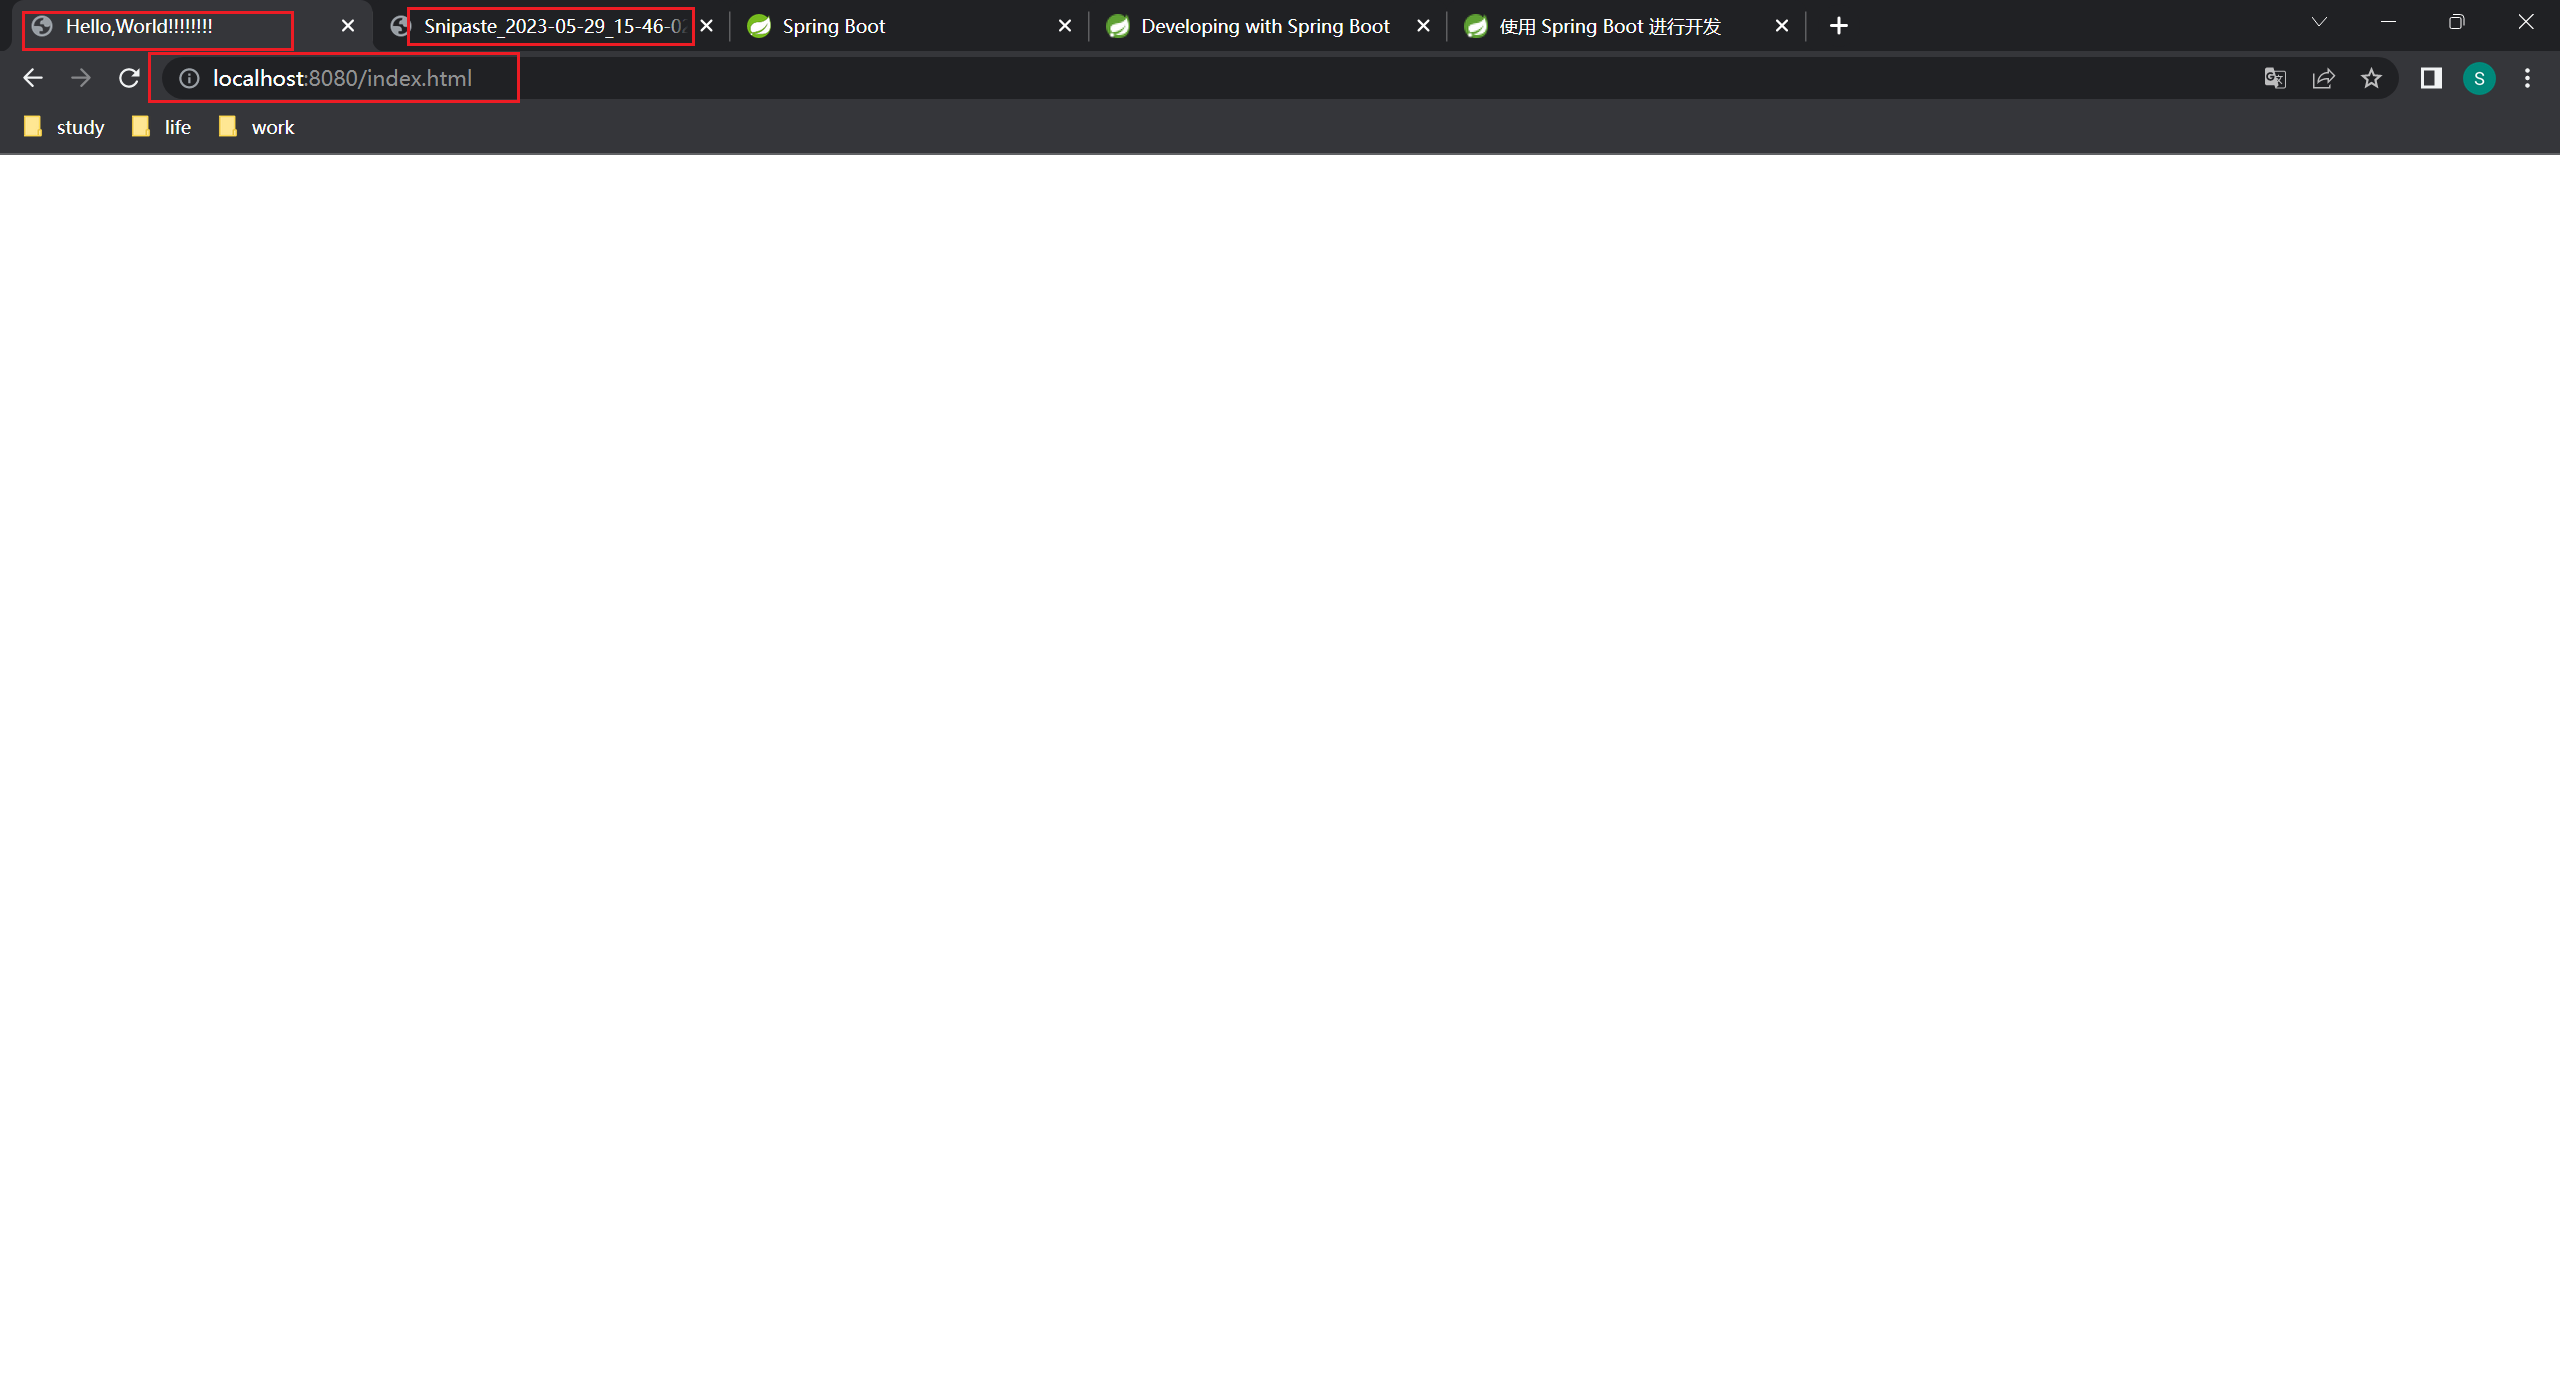 Hello,World!!!!!!!!
Snipaste_2023-05-29_15-46-0
Spring Boot
Developing with Spring Boot
使用 Spring Boot 进行开发
localhost:8080/index.html
S
study
life
work